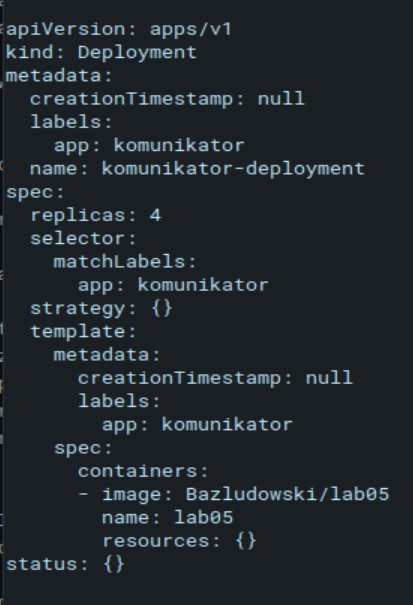 apiVersion: apps/v1
kind: Deployment
metadata:
  creationTimestamp: null
  labels:
    app: komunikator
  name: komunikator-deployment
spec:
  replicas: 4
  selector:
    matchLabels:
      app: komunikator
  strategy: {}
  template:
    metadata:
      creationTimestamp: null
      labels:
        app: komunikator
    spec:
      containers:
      - image: Bazludowski/lab05
        name: lab05
        resources: {}
status: {}